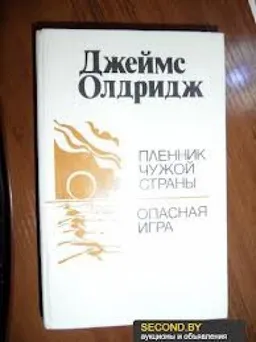 Джеймс
Олдридж
ПЛЕННИК
ЧУЖОЙ
СТРАНЫ
ОПАСНАЯ
ИГРА
SECOND.BY
аукционы и объявления